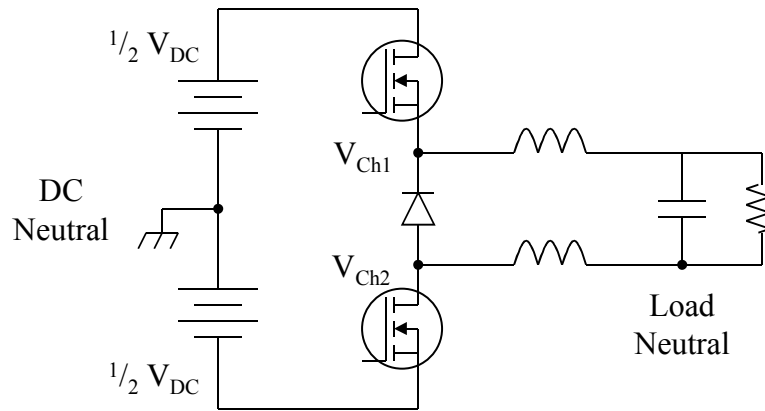 1/2 VDC
VCh1
DC
Neutral
VCh2
Load
Neutral
1/2 VDC